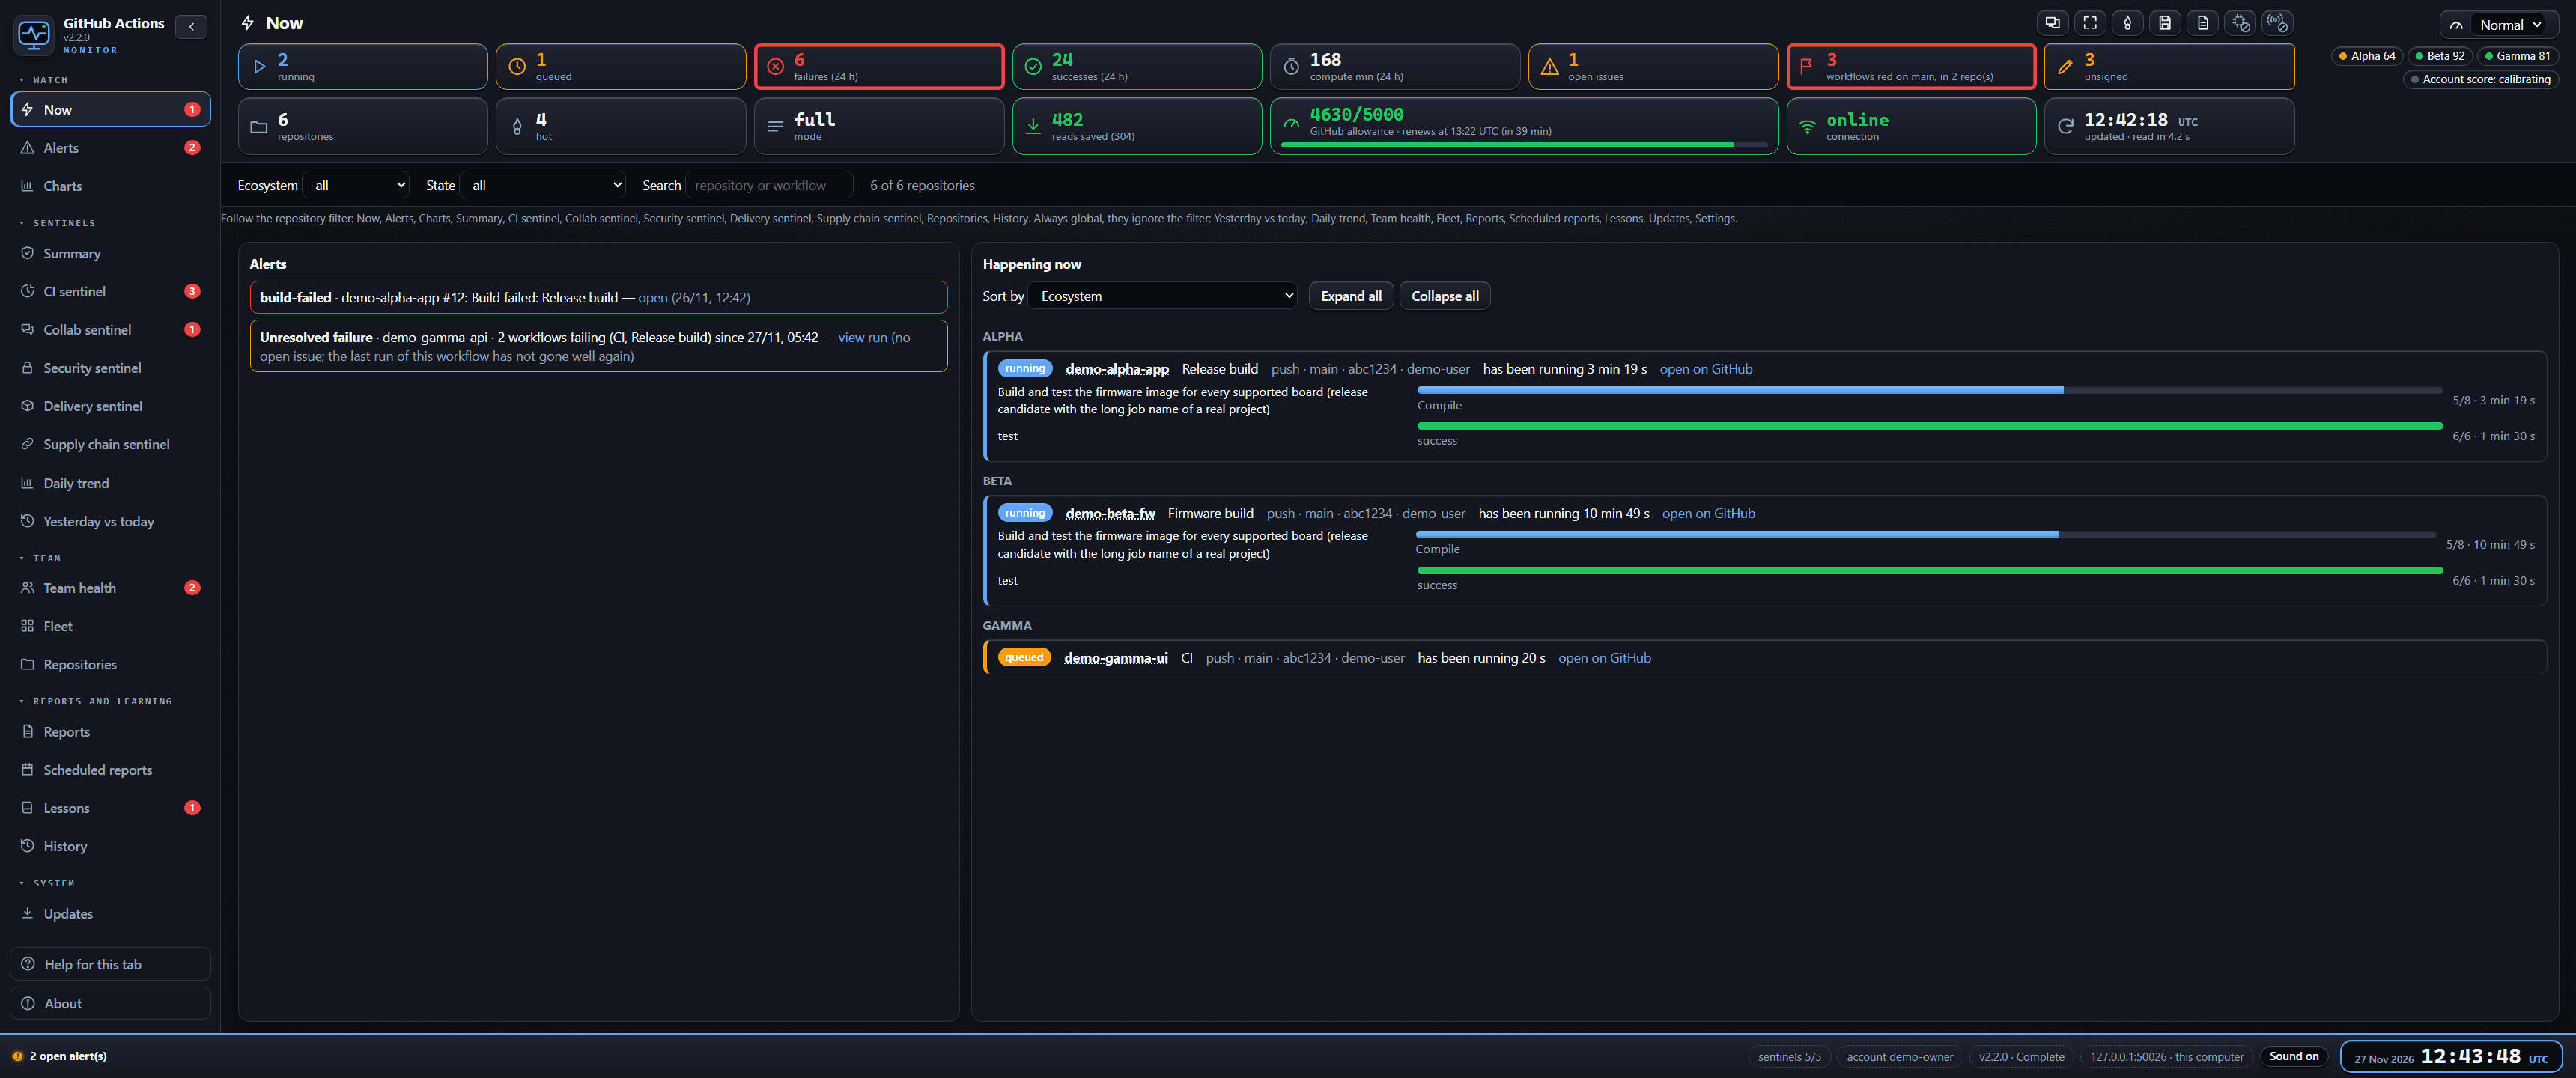 GitHub Actions
v2.2.0
MONITOR
WATCH
Now 1
Alerts 2
Charts
SENTINELS
Summary
CI sentinel 3
Collab sentinel 1
Security sentinel
Delivery sentinel
Supply chain sentinel
Daily trend
Yesterday vs today
TEAM
Team health 2
Fleet
Repositories
REPORTS AND LEARNING
Reports
Scheduled reports
Lessons 1
History
SYSTEM
Updates
Help for this tab
About
Now
Normal
2
running
1
queued
6
failures (24 h)
24
successes (24 h)
168
compute min (24 h)
1
open issues
3
workflows red on main, in 2 repo(s)
3
unsigned
Alpha 64
Beta 92
Gamma 81
Account score: calibrating
6
repositories
4
hot
full
mode
482
reads saved (304)
4630/5000
GitHub allowance · renews at 13:22 UTC (in 39 min)
online
connection
12:42:18 UTC
updated · read in 4.2 s
Ecosystem all State all Search repository or workflow 6 of 6 repositories
Follow the repository filter: Now, Alerts, Charts, Summary, CI sentinel, Collab sentinel, Security sentinel, Delivery sentinel, Supply chain sentinel, Repositories, History. Always global, they ignore the filter: Yesterday vs today, Daily trend, Team health, Fleet, Reports, Scheduled reports, Lessons, Updates, Settings.
Alerts
build-failed · demo-alpha-app #12: Build failed: Release build — open (26/11, 12:42)
Unresolved failure · demo-gamma-api · 2 workflows failing (CI, Release build) since 27/11, 05:42 — view run (no
open issue; the last run of this workflow has not gone well again)
Happening now
Sort by Ecosystem Expand all Collapse all
ALPHA
running demo-alpha-app Release build push · main · abc1234 · demo-user has been running 3 min 19 s open on GitHub
Build and test the firmware image for every supported board (release
candidate with the long job name of a real project)
Compile
5/8 · 3 min 19 s
test
success
6/6 · 1 min 30 s
BETA
running demo-beta-fw Firmware build push · main · abc1234 · demo-user has been running 10 min 49 s open on GitHub
Build and test the firmware image for every supported board (release
candidate with the long job name of a real project)
Compile
5/8 · 10 min 49 s
test
success
6/6 · 1 min 30 s
GAMMA
queued demo-gamma-ui CI push · main · abc1234 · demo-user has been running 20 s open on GitHub
2 open alert(s)
sentinels 5/5
account demo-owner
v2.2.0 · Complete
127.0.0.1:50026 · this computer
Sound on
27 Nov 2026 12:43:48 UTC